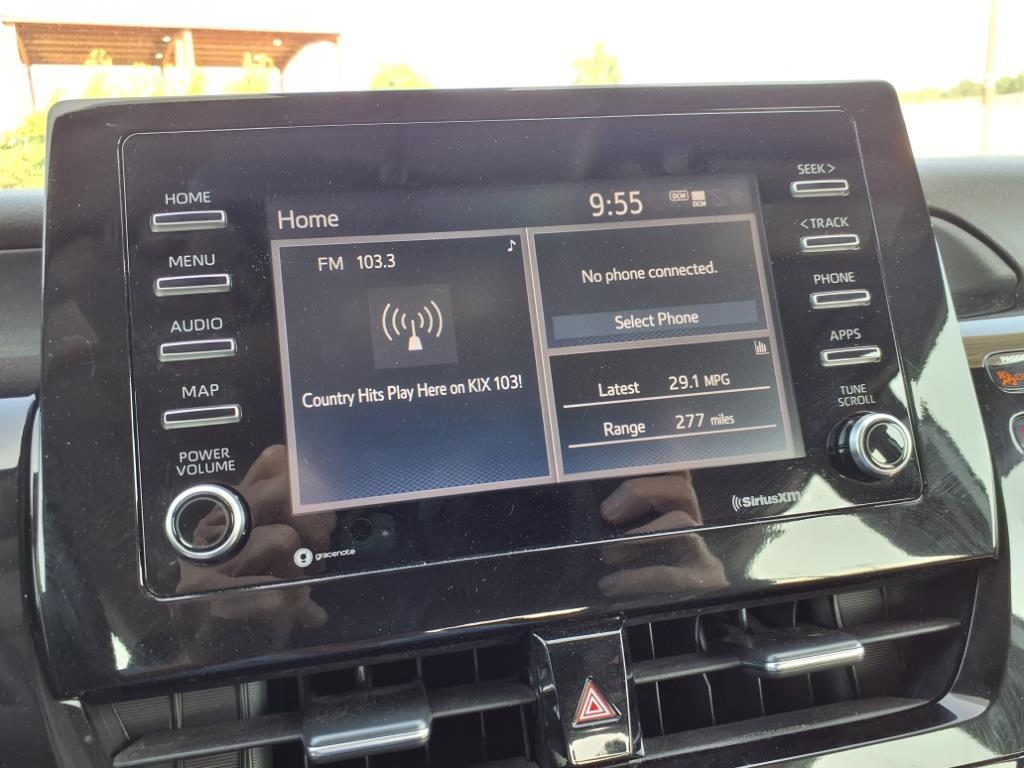 HOME
MENU
AUDIO
MAP
POWER
VOLUME
Home
9:55
DCM
DCM
FM 103.3
Country Hits Play Here on KIX 103!
No phone connected.
Select Phone
Latest 29.1 MPG
Range 277 miles
SEEK >
< TRACK
PHONE
APPS
TUNE
SCROLL
gracenote
SiriusXM